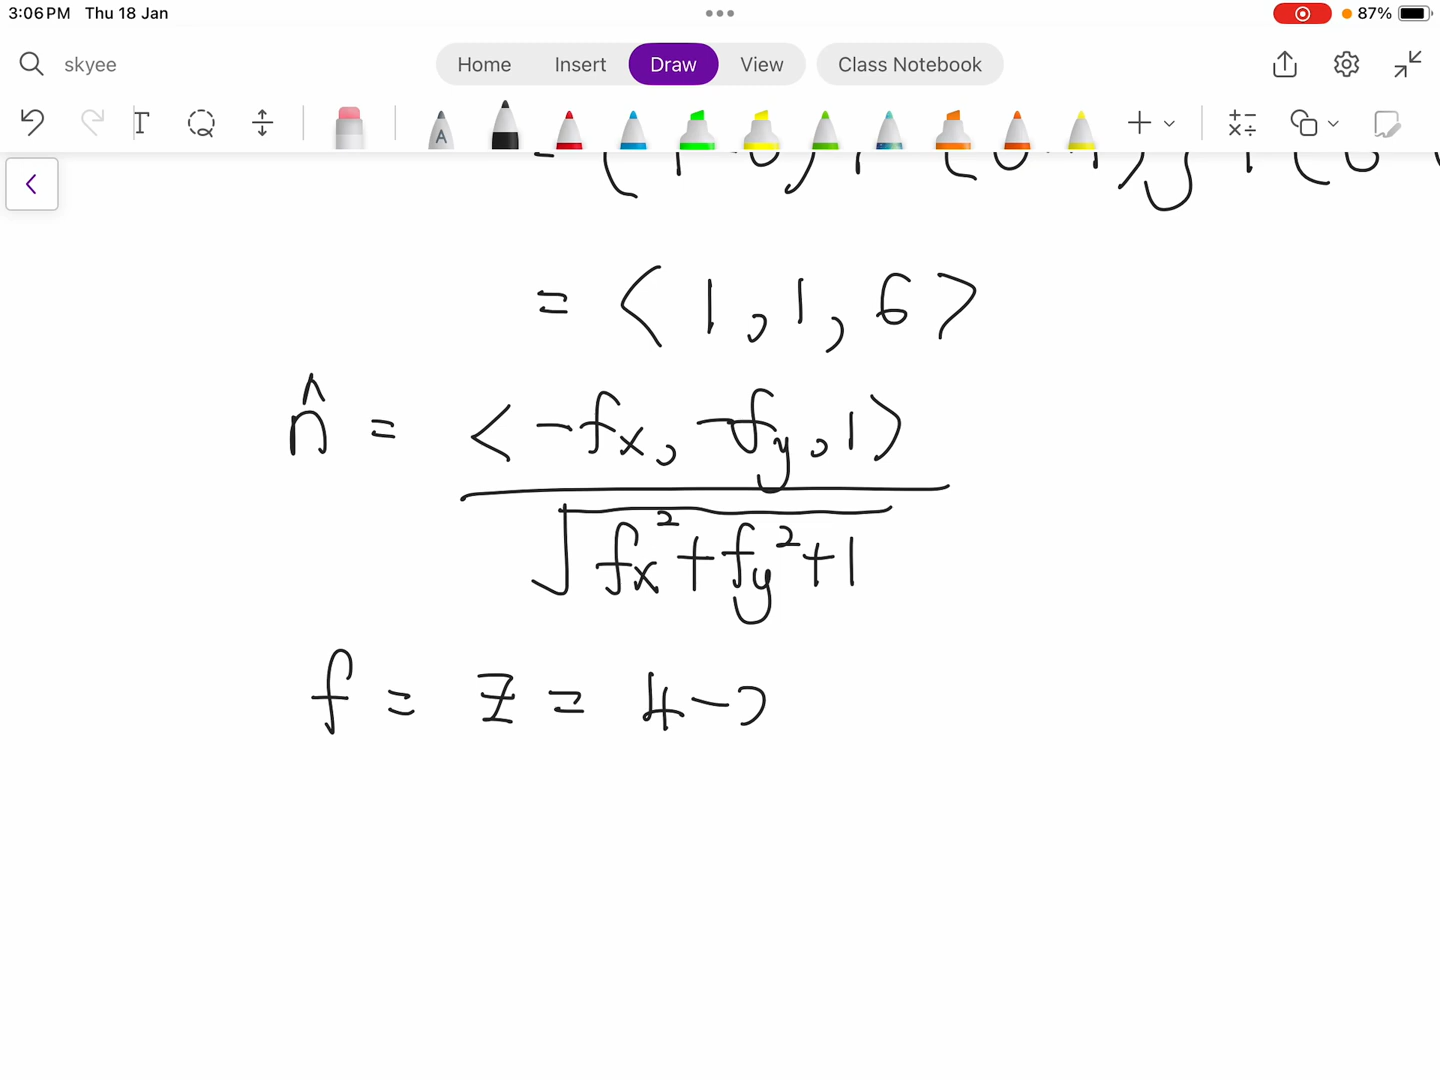 3:06 PM Thu 18 Jan 87%
skyee Home Insert Draw View Class Notebook
T A
= < 1 , 1 , 6 >
n̂ = < -fx, -fy, 1 >
√ fx² + fy² + 1
f = z = 4 -